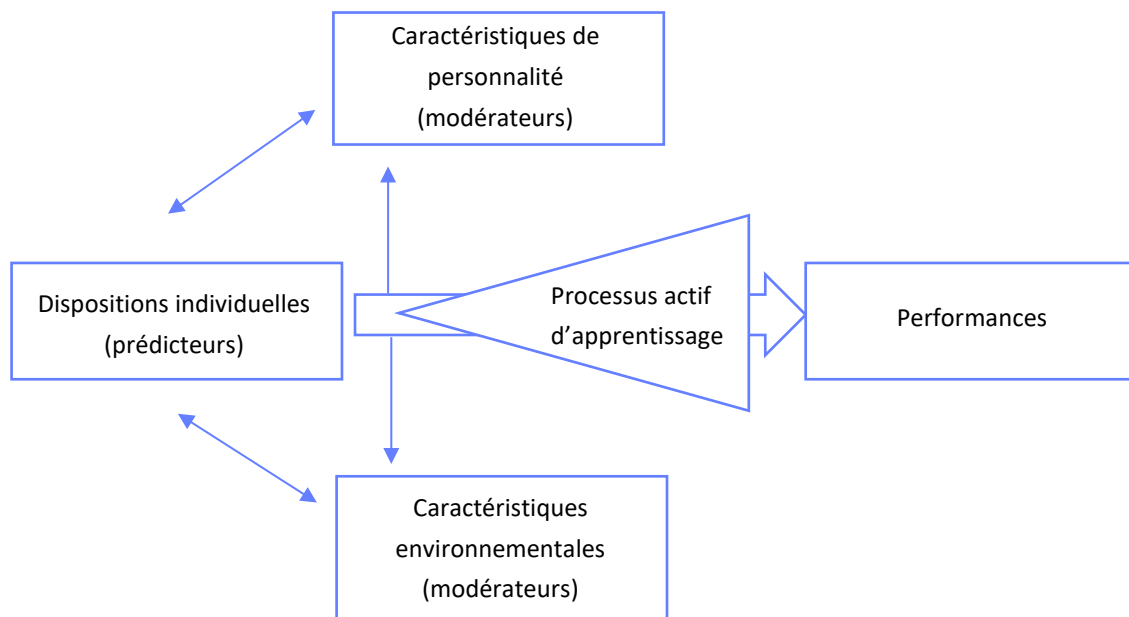 Caractéristiques de
personnalité
(modérateurs)
Dispositions individuelles
(prédicteurs)
Processus actif
d’apprentissage
Performances
Caractéristiques
environnementales
(modérateurs)